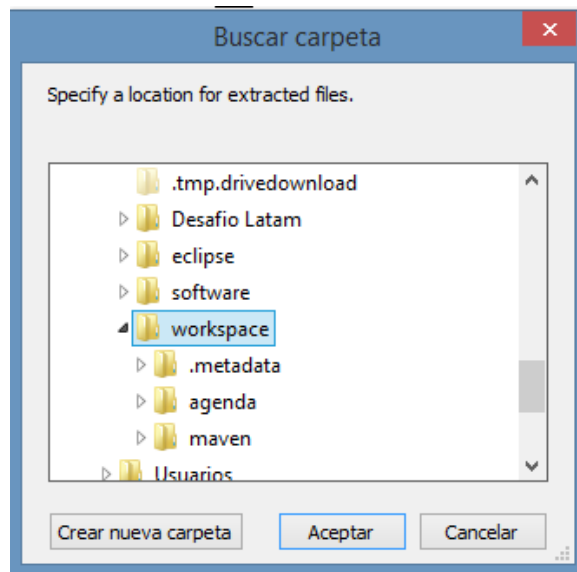 Buscar carpeta
Specify a location for extracted files.
.tmp.drivedownload
Desafio Latam
eclipse
software
workspace
.metadata
agenda
maven
Usuarios
Crear nueva carpeta Aceptar Cancelar